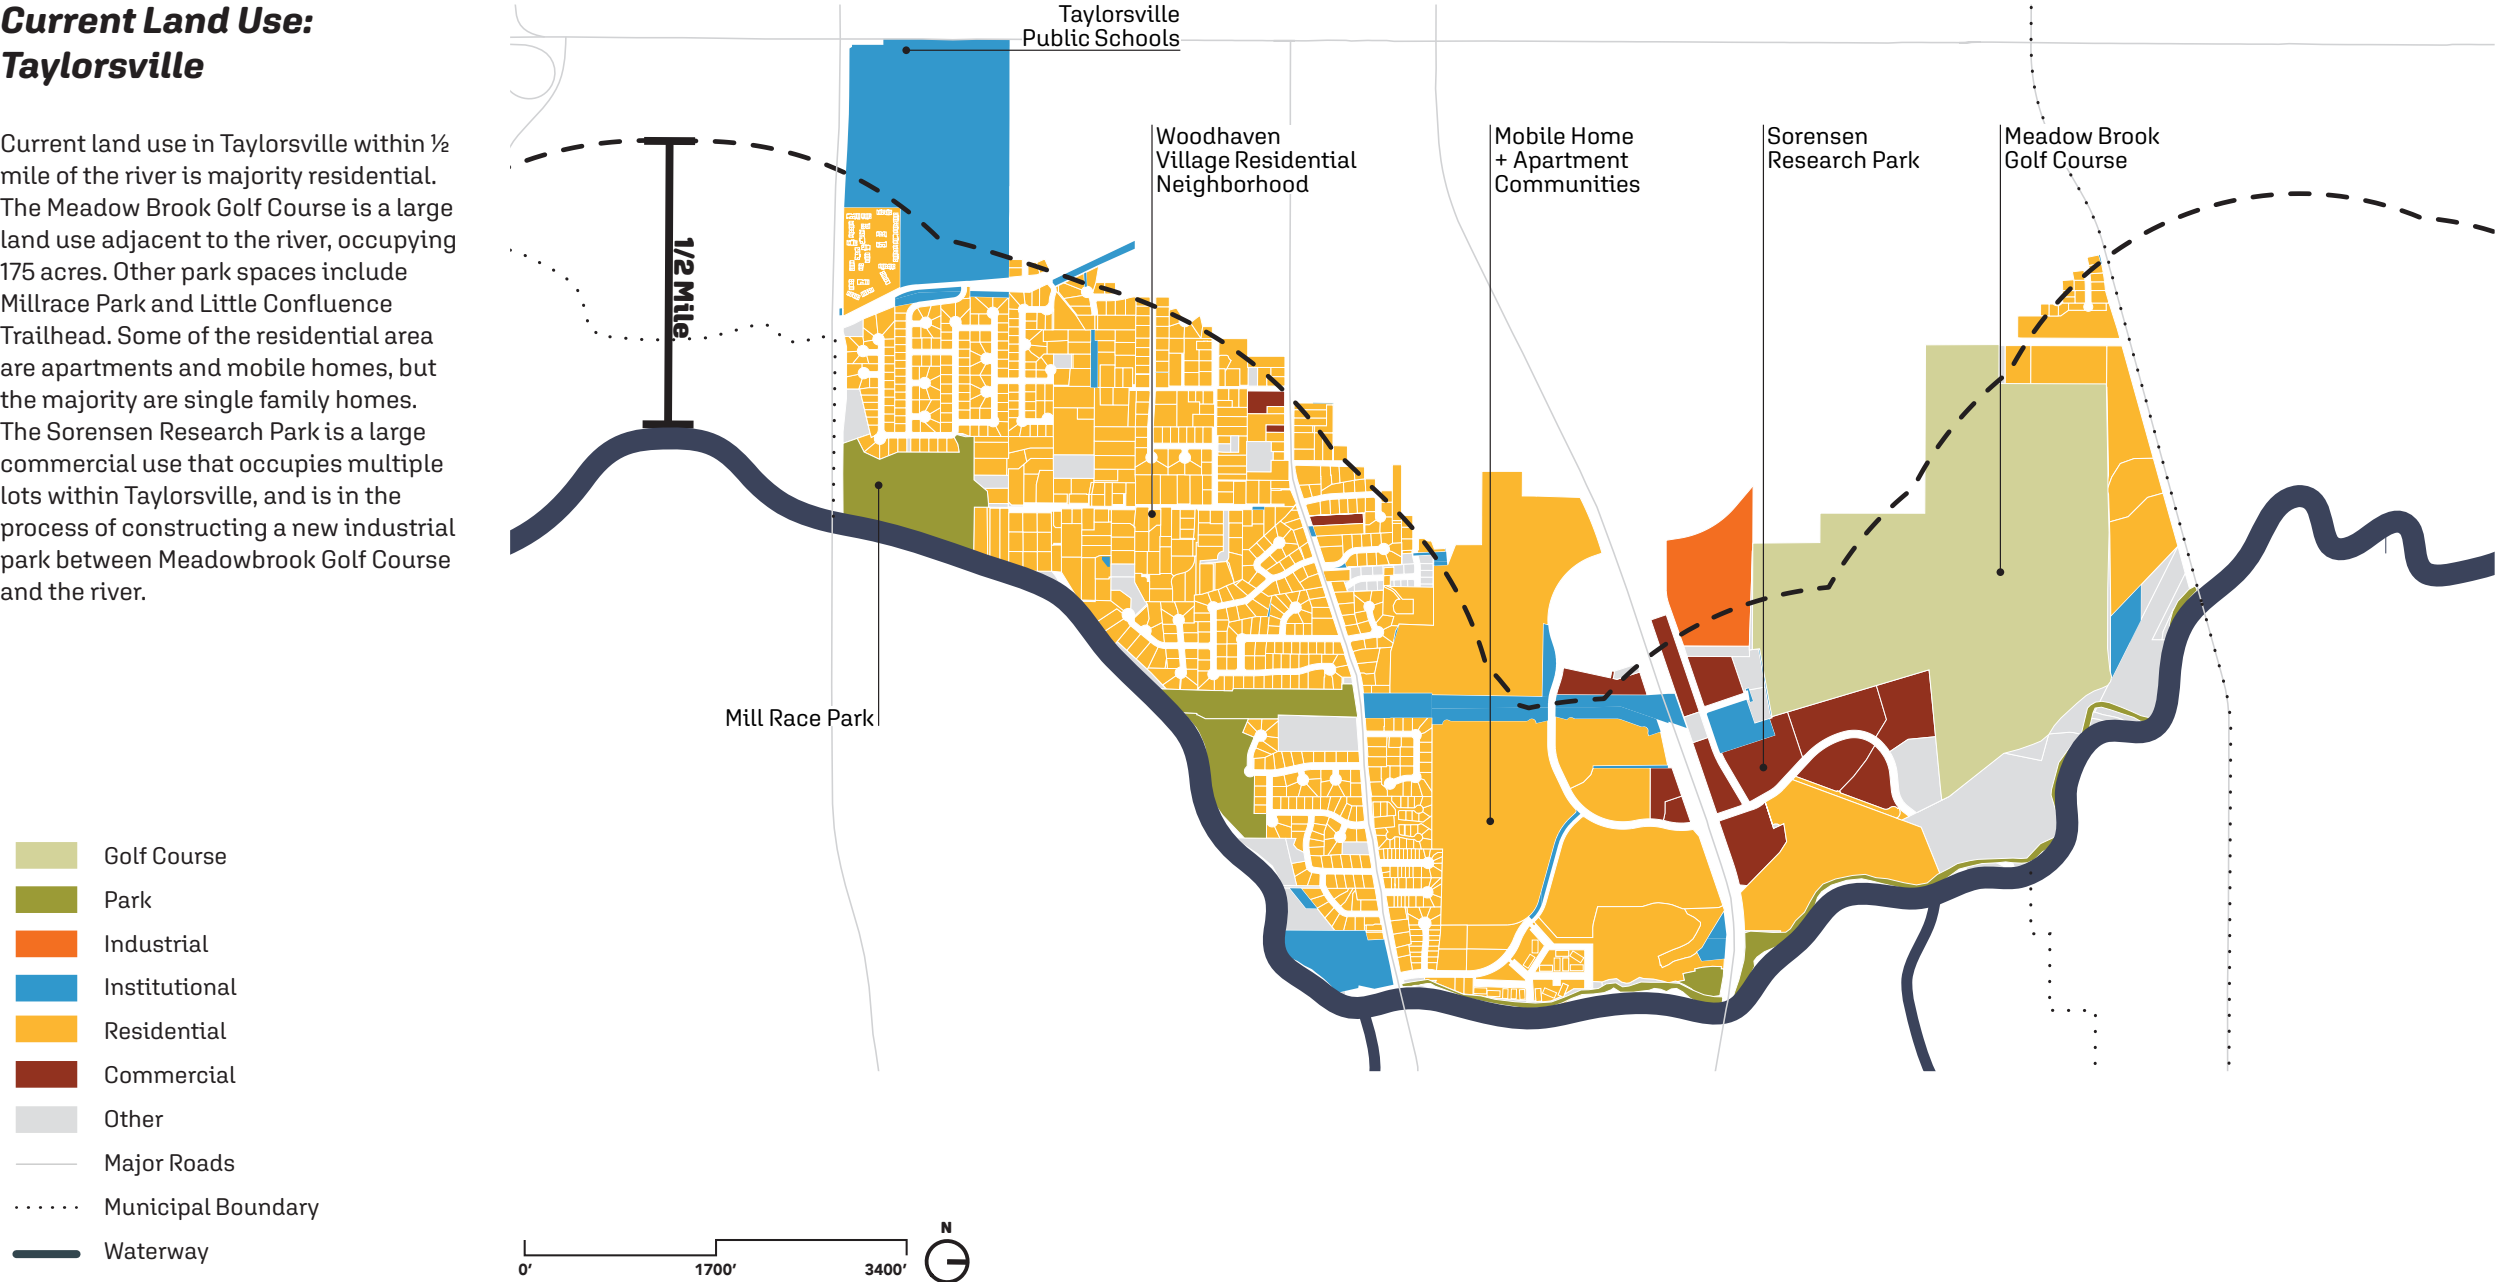 Current Land Use:
Taylorsville
Current land use in Taylorsville within ½
mile of the river is majority residential.
The Meadow Brook Golf Course is a large
land use adjacent to the river, occupying
175 acres. Other park spaces include
Millrace Park and Little Confluence
Trailhead. Some of the residential area
are apartments and mobile homes, but
the majority are single family homes.
The Sorensen Research Park is a large
commercial use that occupies multiple
lots within Taylorsville, and is in the
process of constructing a new industrial
park between Meadowbrook Golf Course
and the river.
Taylorsville
Public Schools
Woodhaven
Village Residential
Neighborhood
Mobile Home
+ Apartment
Communities
Sorensen
Research Park
Meadow Brook
Golf Course
1/2 Mile
Mill Race Park
Golf Course
Park
Industrial
Institutional
Residential
Commercial
Other
Major Roads
Municipal Boundary
Waterway
0’ 1700’ 3400’
N